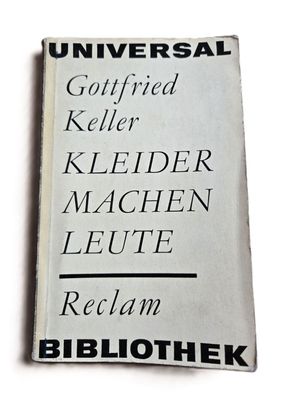 UNIVERSAL
Gottfried
Keller
KLEIDER
MACHEN
LEUTE
Reclam
BIBLIOTHEK